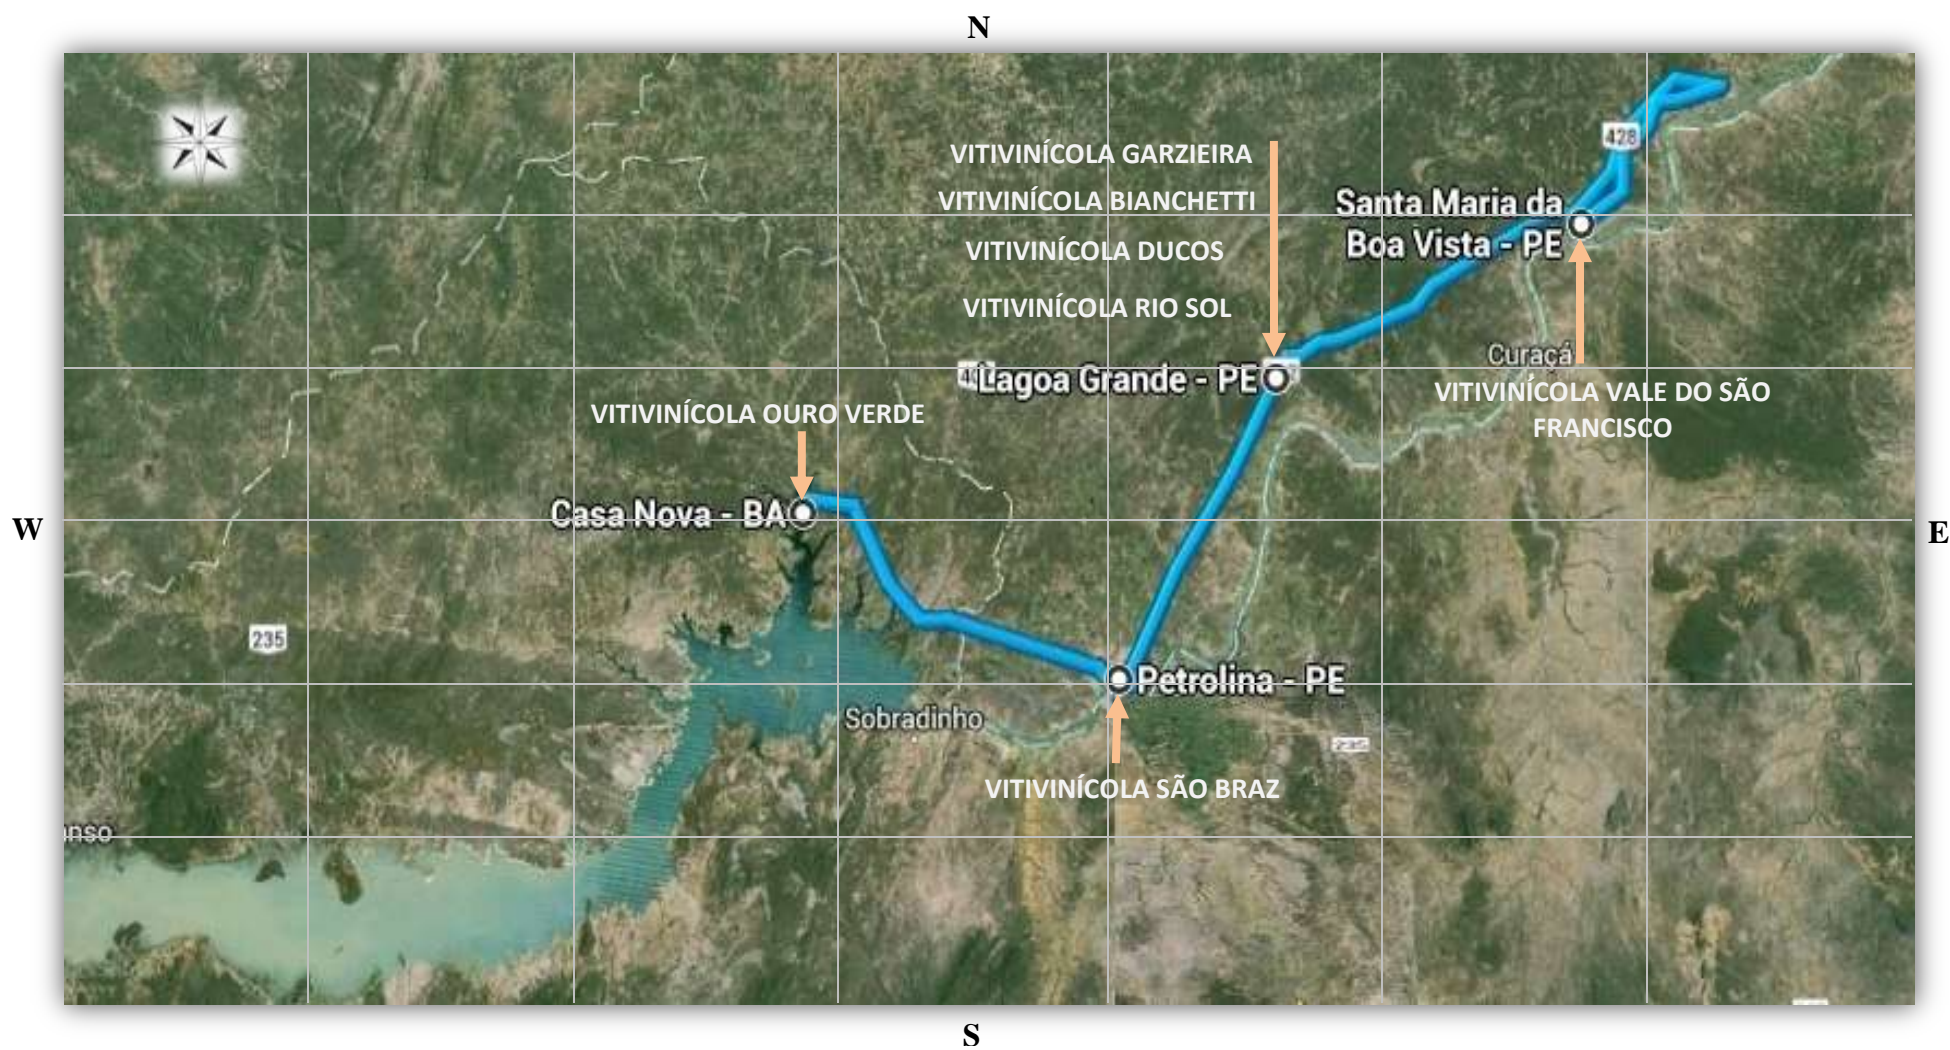 N
428
VITIVINÍCOLA GARZIEIRA
VITIVINÍCOLA BIANCHETTI
Santa Maria da
Boa Vista - PE
VITIVINÍCOLA DUCOS
VITIVINÍCOLA RIO SOL
Curaçá
Lagoa Grande - PE
VITIVINÍCOLA VALE DO SÃO
FRANCISCO
VITIVINÍCOLA OURO VERDE
Casa Nova - BA
W
E
235
Petrolina - PE
Sobradinho
235
VITIVINÍCOLA SÃO BRAZ
anso
S